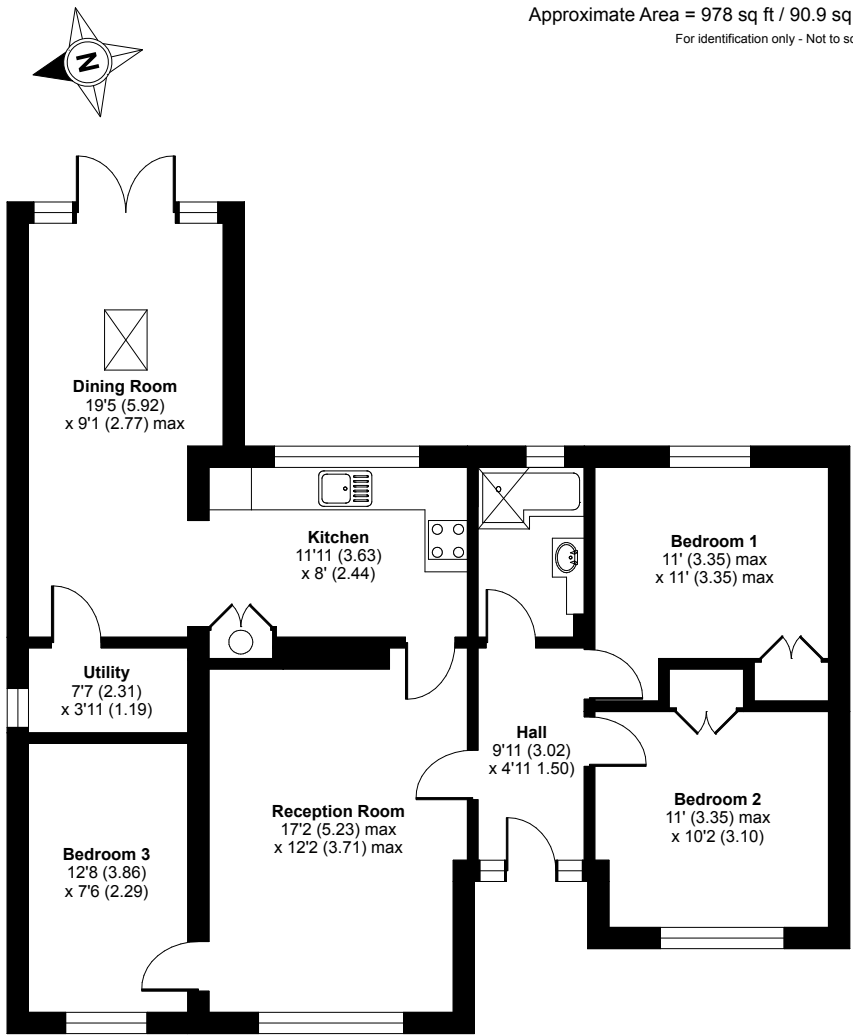 Approximate Area = 978 sq ft / 90.9 sq
For identification only - Not to sc
N
Dining Room
19'5 (5.92)
x 9'1 (2.77) max
Kitchen
11'11 (3.63)
x 8' (2.44)
Bedroom 1
11' (3.35) max
x 11' (3.35) max
Utility
7'7 (2.31)
x 3'11 (1.19)
Hall
9'11 (3.02)
x 4'11 1.50)
Bedroom 2
11' (3.35) max
x 10'2 (3.10)
Reception Room
17'2 (5.23) max
x 12'2 (3.71) max
Bedroom 3
12'8 (3.86)
x 7'6 (2.29)